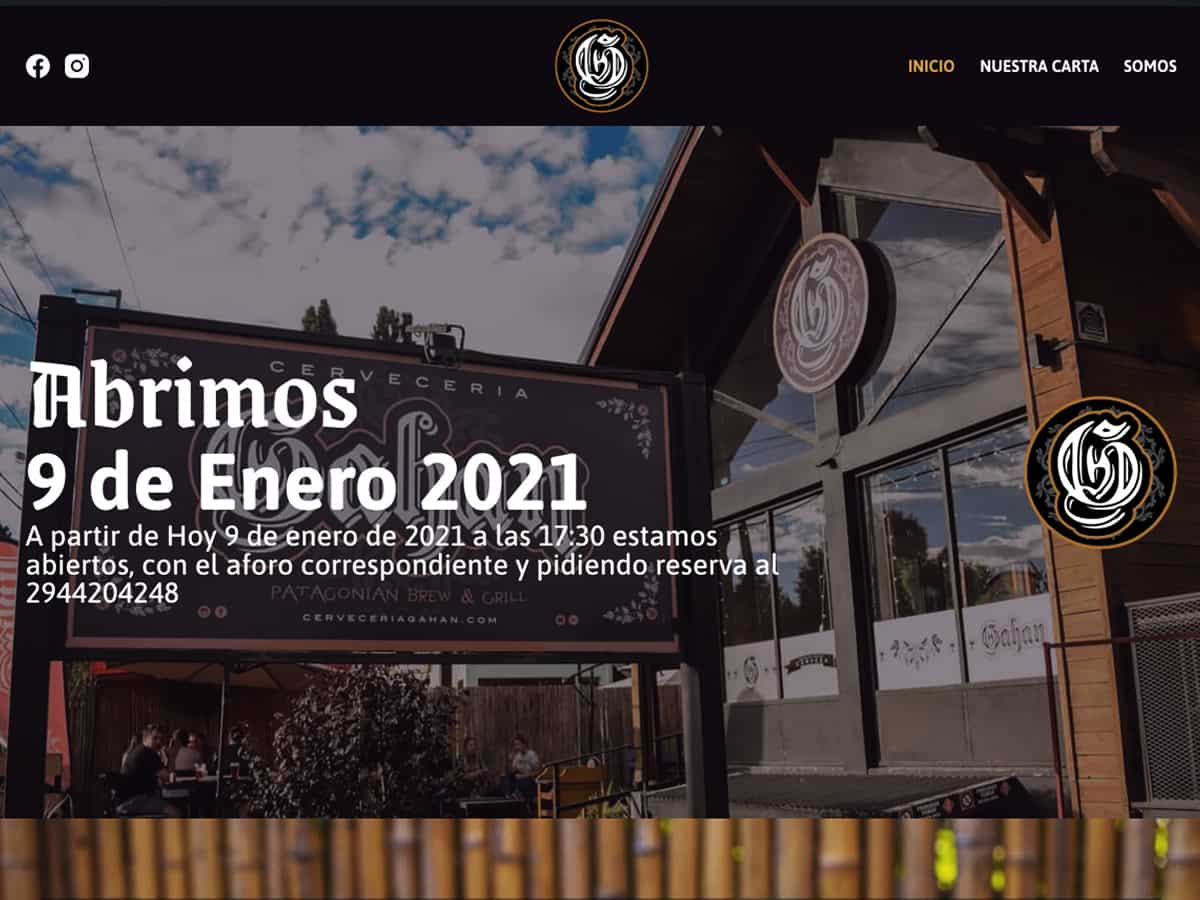 INICIO NUESTRA CARTA SOMOS
CERVECERIA
Gahan
Abrimos
9 de Enero 2021
A partir de Hoy 9 de enero de 2021 a las 17:30 estamos
abiertos, con el aforo correspondiente y pidiendo reserva al
2944204248
PATAGONIAN BREW & GRILL
CERVECERIAGAHAN.COM
Gahan